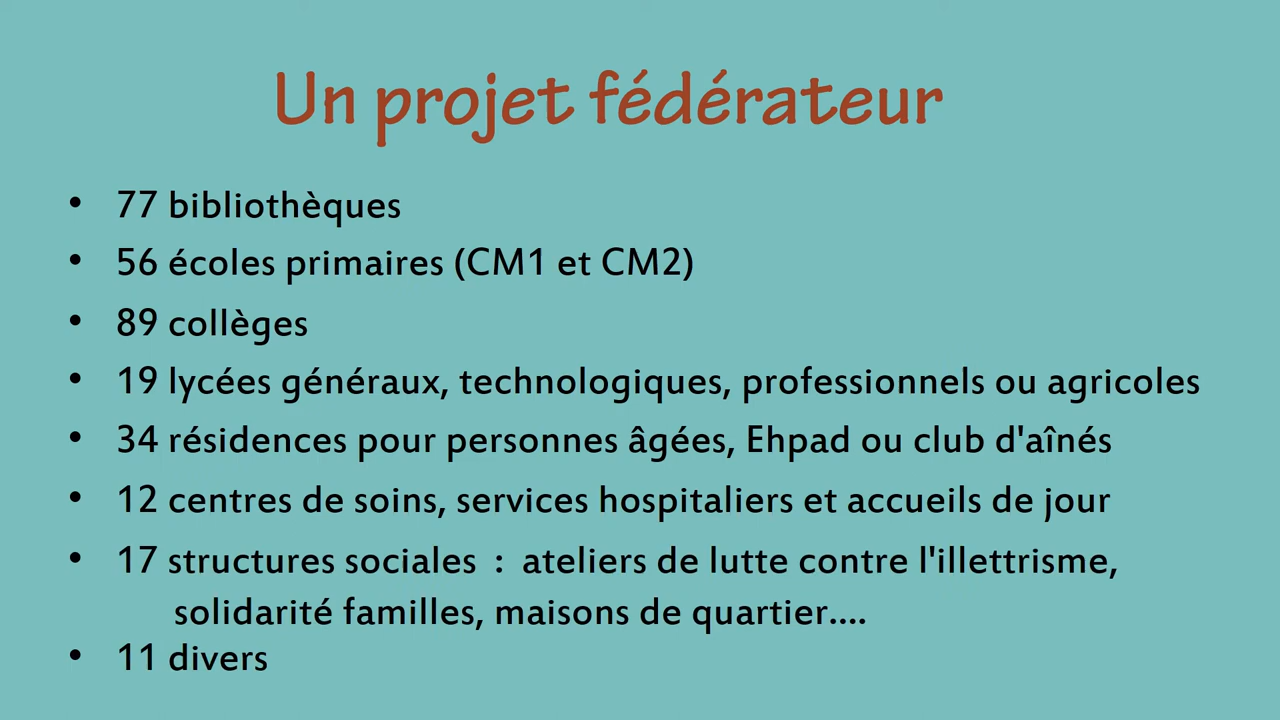 Un projet fédérateur
• 77 bibliothèques
• 56 écoles primaires (CM1 et CM2)
• 89 collèges
• 19 lycées généraux, technologiques, professionnels ou agricoles
• 34 résidences pour personnes âgées, Ehpad ou club d'aînés
• 12 centres de soins, services hospitaliers et accueils de jour
• 17 structures sociales : ateliers de lutte contre l'illettrisme,
solidarité familles, maisons de quartier....
• 11 divers